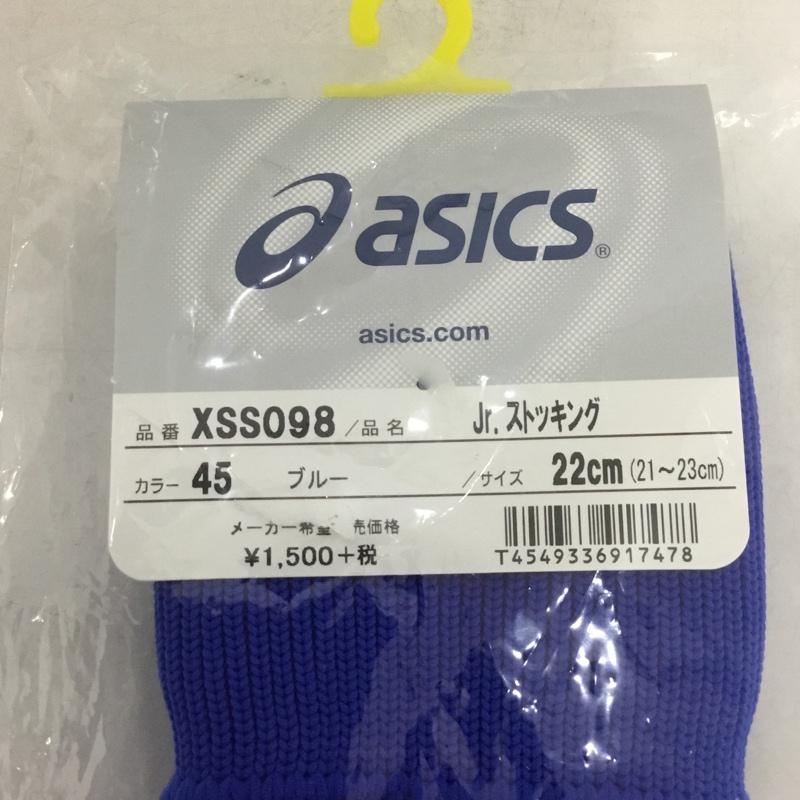 asics®
asics.com
品番 XSS098 /品名 Jr.ストッキング
カラー 45 ブルー /サイズ 22cm (21～23cm)
メーカー希望 売価格
¥1,500+税
T4549336917478